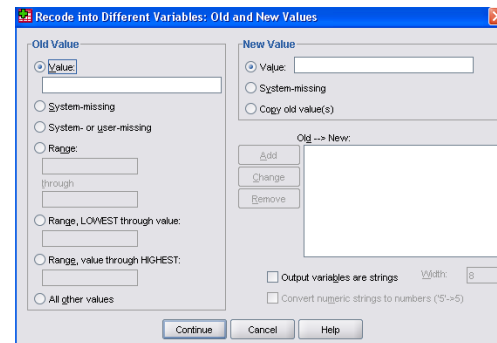 Recode into Different Variables: Old and New Values
Old Value
Value:
System-missing
System- or user-missing
Range:
through
Range, LOWEST through value:
Range, value through HIGHEST:
All other values
New Value
Value:
System-missing
Copy old value(s)
Old --> New:
Add
Change
Remove
Output variables are strings
Width:
8
Convert numeric strings to numbers ('5'->5)
Continue
Cancel
Help